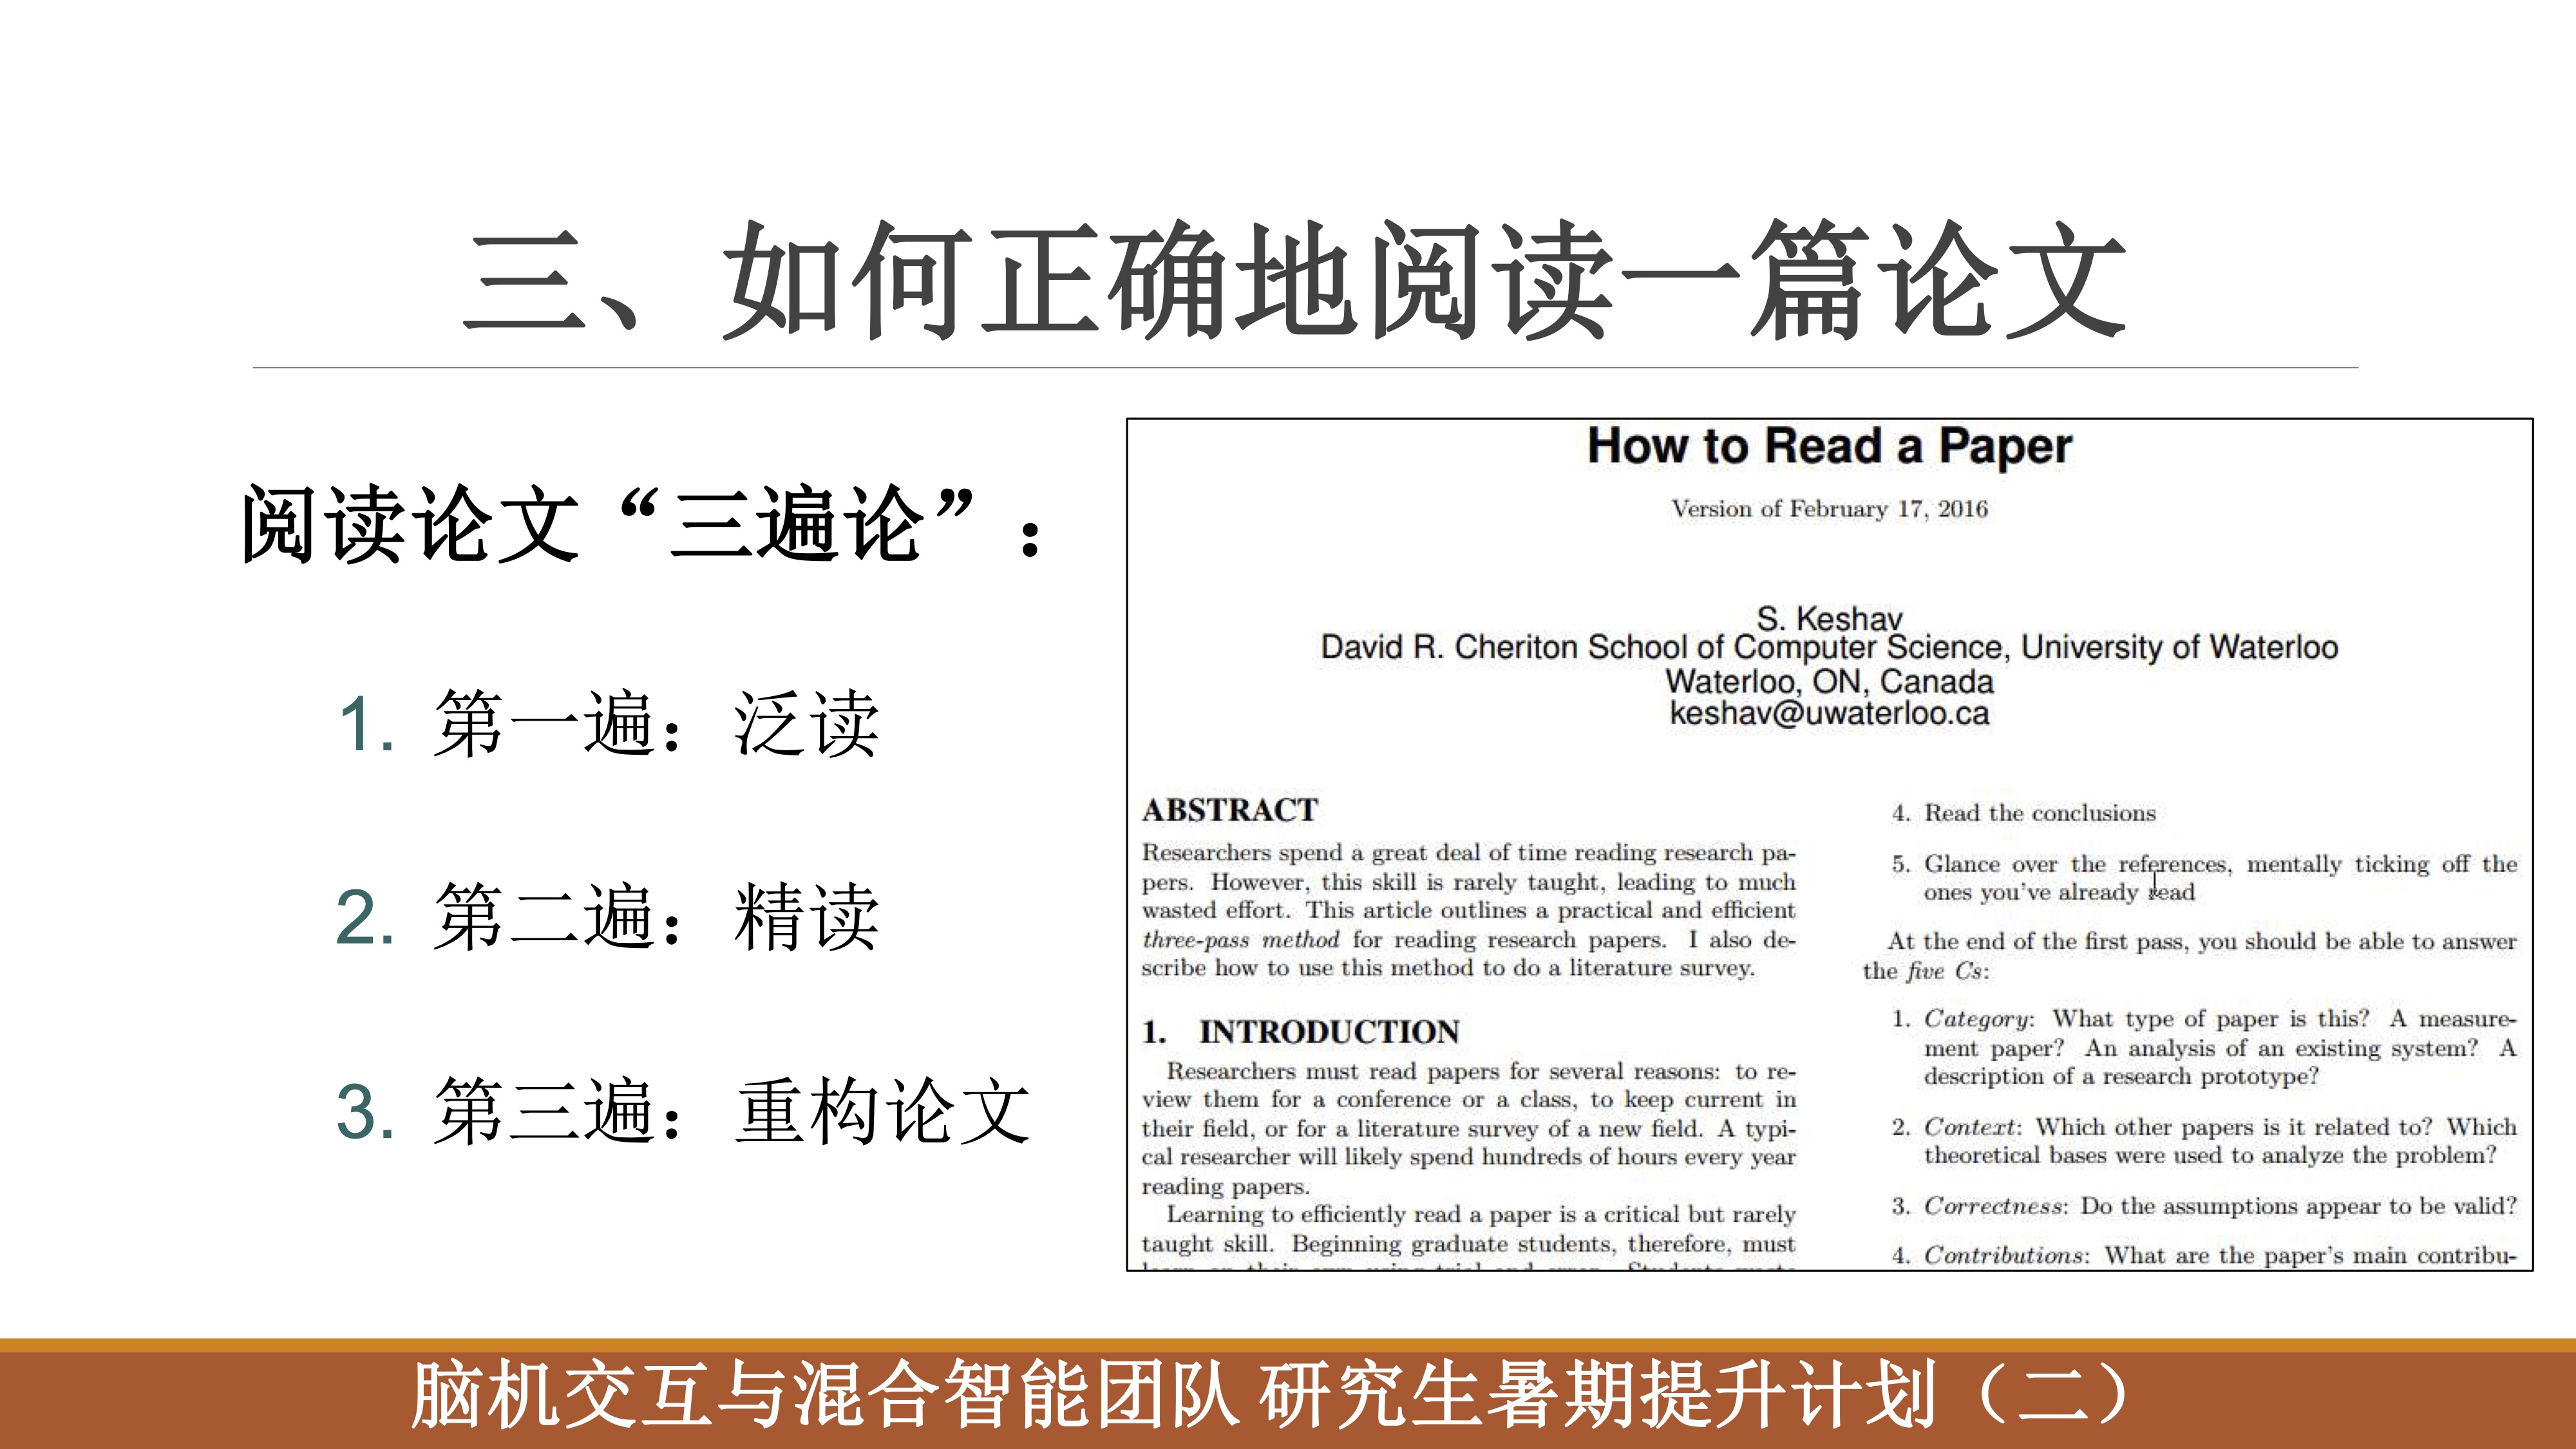 三、如何正确地阅读一篇论文
阅读论文“三遍论”：
1. 第一遍：泛读
2. 第二遍：精读
3. 第三遍：重构论文
How to Read a Paper
Version of February 17, 2016
S. Keshav
David R. Cheriton School of Computer Science, University of Waterloo
Waterloo, ON, Canada
keshav@uwaterloo.ca
ABSTRACT
Researchers spend a great deal of time reading research pa-
pers. However, this skill is rarely taught, leading to much
wasted effort. This article outlines a practical and efficient
three-pass method for reading research papers. I also de-
scribe how to use this method to do a literature survey.
1. INTRODUCTION
Researchers must read papers for several reasons: to re-
view them for a conference or a class, to keep current in
their field, or for a literature survey of a new field. A typi-
cal researcher will likely spend hundreds of hours every year
reading papers.
Learning to efficiently read a paper is a critical but rarely
taught skill. Beginning graduate students, therefore, must
4. Read the conclusions
5. Glance over the references, mentally ticking off the
ones you've already read
At the end of the first pass, you should be able to answer
the five Cs:
1. Category: What type of paper is this? A measure-
ment paper? An analysis of an existing system? A
description of a research prototype?
2. Context: Which other papers is it related to? Which
theoretical bases were used to analyze the problem?
3. Correctness: Do the assumptions appear to be valid?
4. Contributions: What are the paper's main contribu-
脑机交互与混合智能团队 研究生暑期提升计划（二）